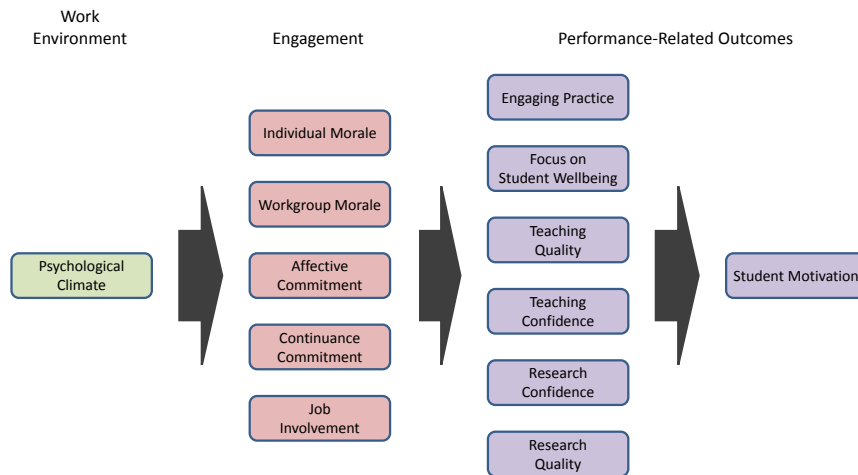 Work
Environment
Engagement
Performance-Related Outcomes
Psychological
Climate
Individual Morale
Workgroup Morale
Affective
Commitment
Continuance
Commitment
Job
Involvement
Engaging Practice
Focus on
Student Wellbeing
Teaching
Quality
Teaching
Confidence
Research
Confidence
Research
Quality
Student Motivation